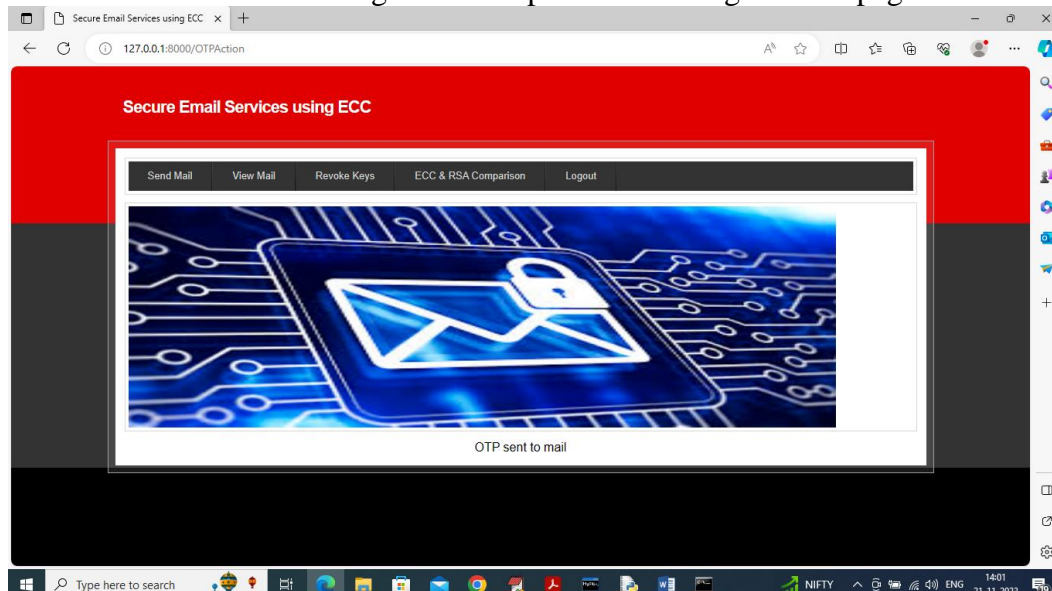 Secure Email Services using ECC
127.0.0.1:8000/OTPAction
Secure Email Services using ECC
Send Mail View Mail Revoke Keys ECC & RSA Comparison Logout
OTP sent to mail
Type here to search
NIFTY
ENG
14:01